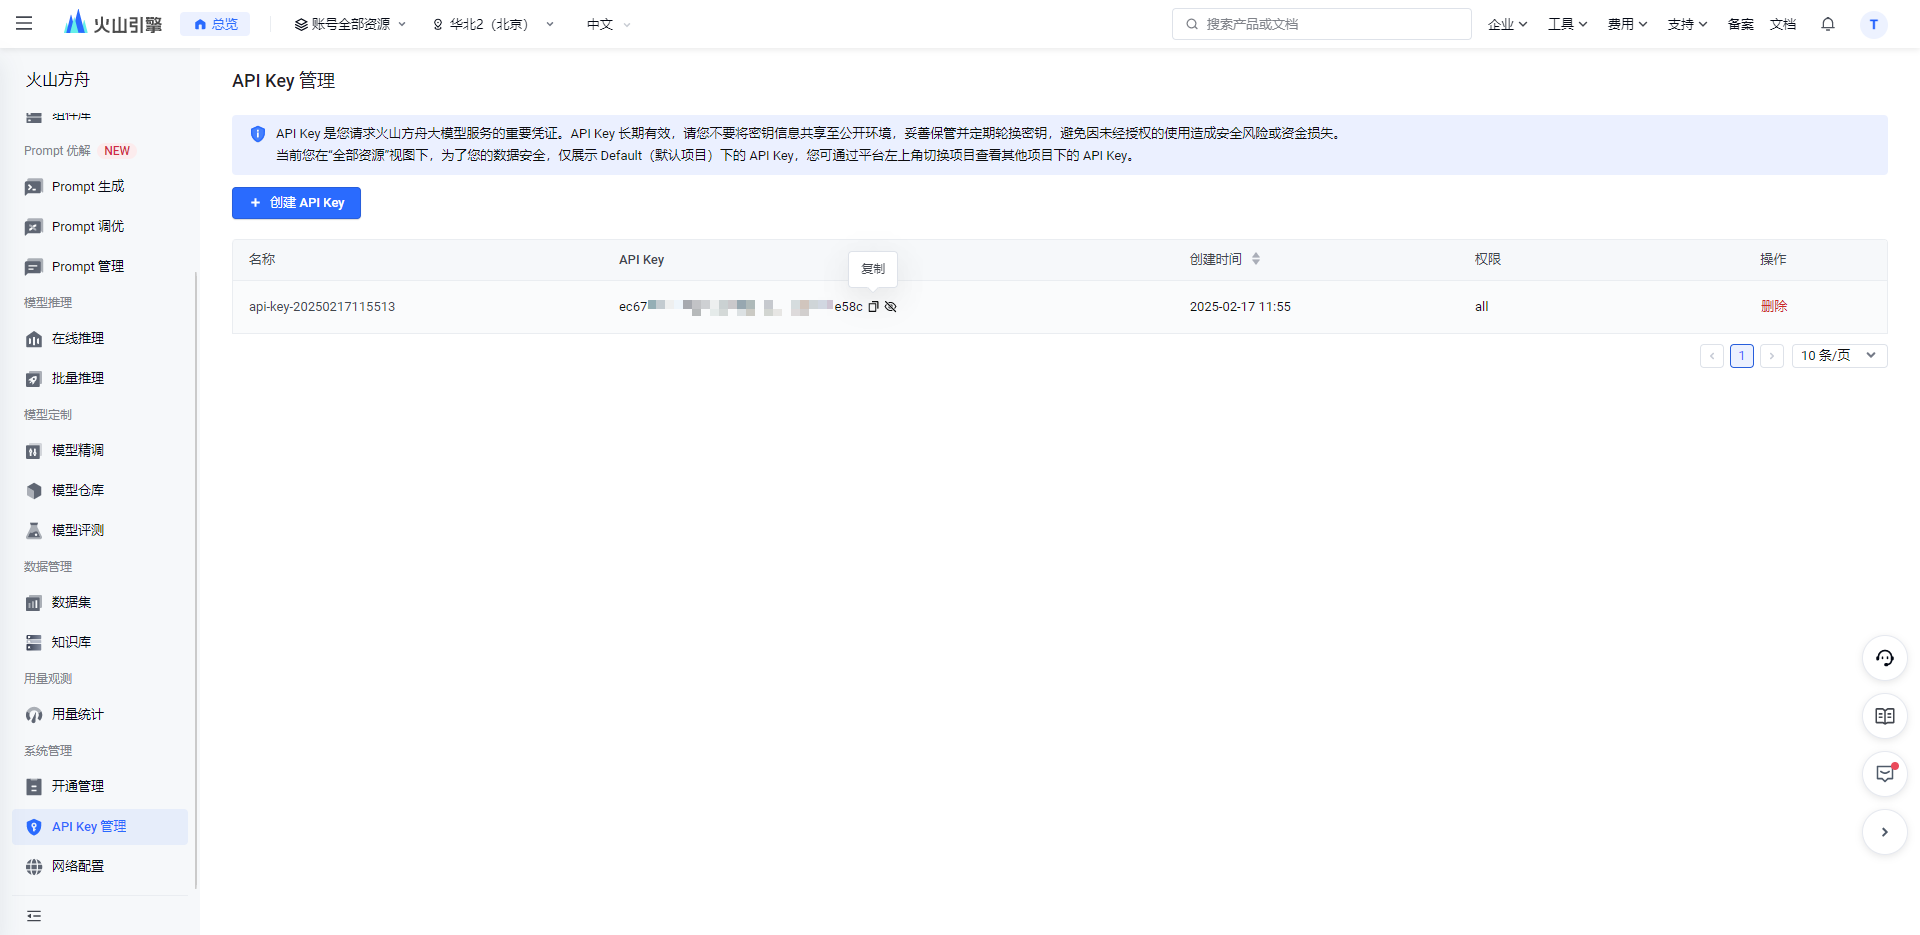 火山引擎
总览
账号全部资源
华北2（北京）
中文
搜索产品或文档
企业
工具
费用
支持
备案
文档
T
火山方舟
组件库
Prompt 优解 NEW
Prompt 生成
Prompt 调优
Prompt 管理
模型推理
在线推理
批量推理
模型定制
模型精调
模型仓库
模型评测
数据管理
数据集
知识库
用量观测
用量统计
系统管理
开通管理
API Key 管理
网络配置
API Key 管理
API Key 是您请求火山方舟大模型服务的重要凭证。API Key 长期有效，请您不要将密钥信息共享至公开环境，妥善保管并定期轮换密钥，避免因未经授权的使用造成安全风险或资金损失。
当前您在“全部资源”视图下，为了您的数据安全，仅展示 Default（默认项目）下的 API Key，您可通过平台左上角切换项目查看其他项目下的 API Key。
+ 创建 API Key
名称 API Key 创建时间 权限 操作
复制
api-key-20250217115513 ec67 e58c 2025-02-17 11:55 all 删除
1
10 条/页